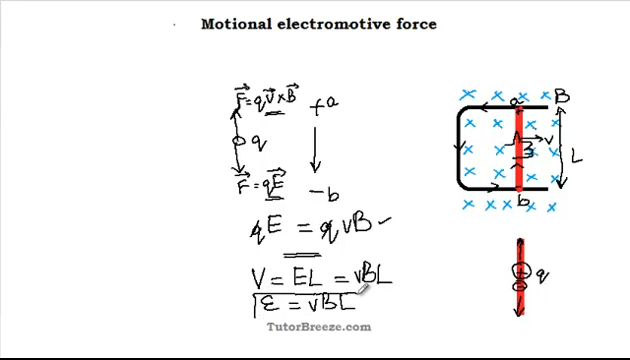 Motional electromotive force
F = qV×B
+a
q
F = qE
-b
qE = qvB
V = EL = vBL
ε = vBL
a
B
v
L
b
q
TutorBreeze.com